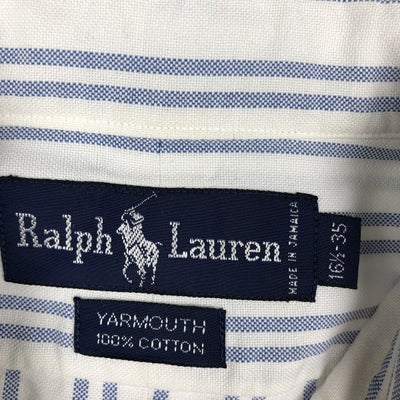 Ralph Lauren
MADE IN JAMAICA
16½-35
YARMOUTH
100% COTTON